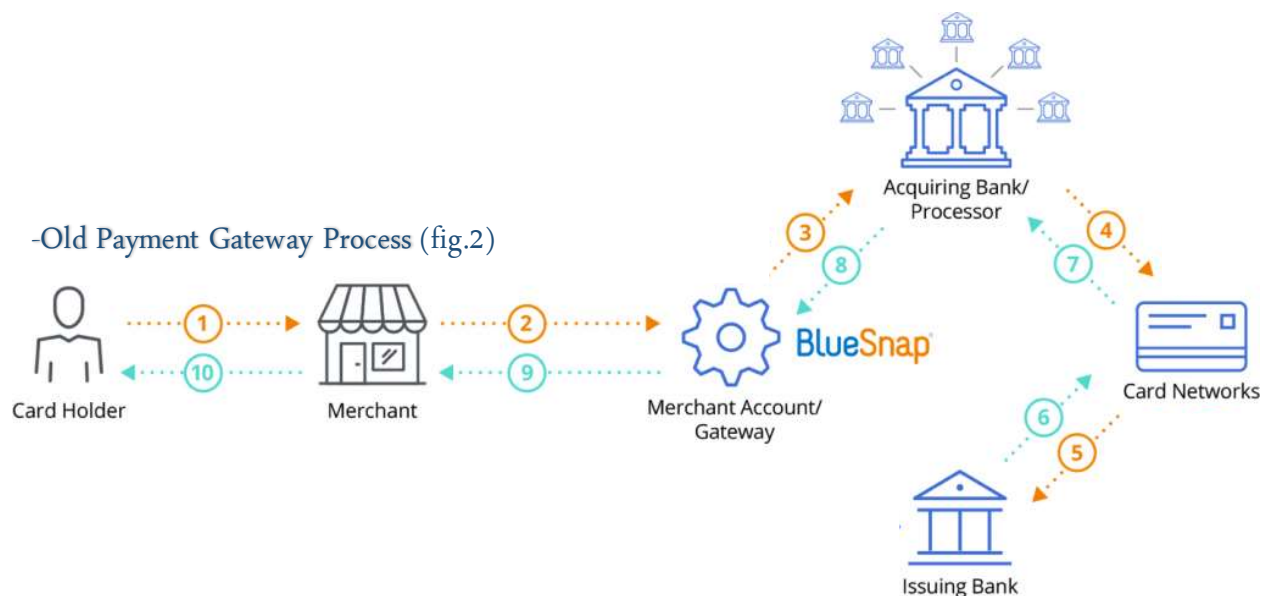 Acquiring Bank/
Processor
-Old Payment Gateway Process (fig.2)
3
4
8
7
1
2
10
9
BlueSnap
Card Holder
Merchant
Merchant Account/
Gateway
Card Networks
6
5
Issuing Bank